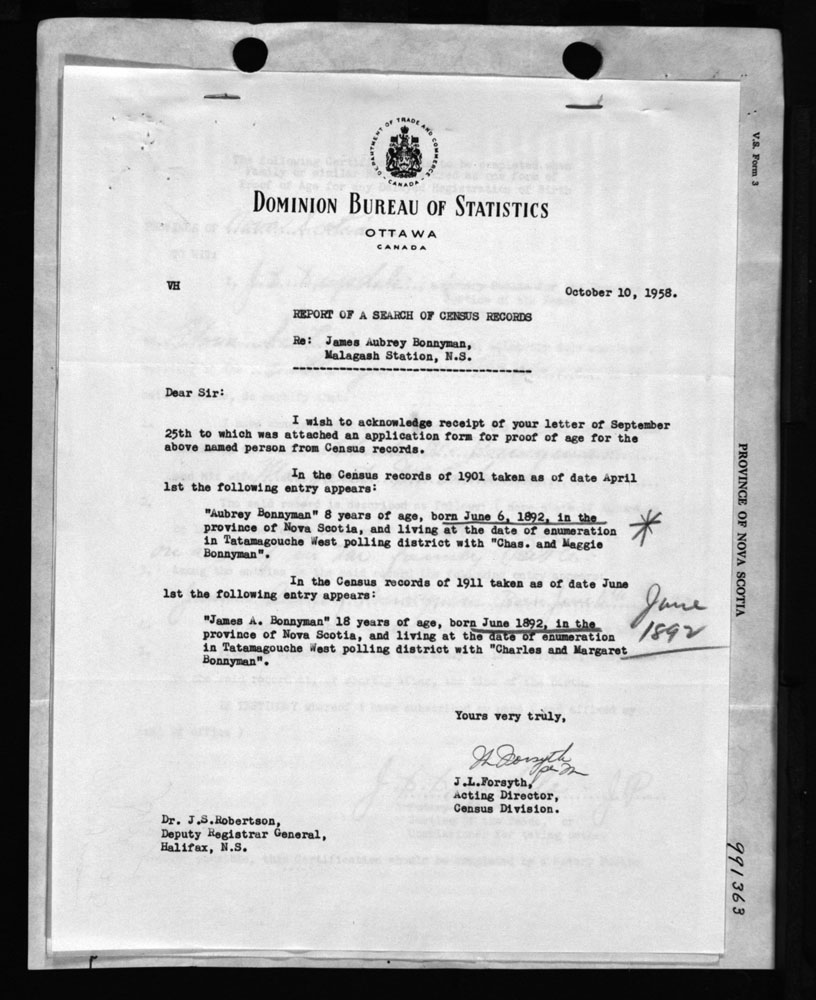 V.S. Form 3
DEPARTMENT OF TRADE AND COMMERCE
CANADA
DOMINION BUREAU OF STATISTICS
OTTAWA
CANADA
VH
October 10, 1958.
REPORT OF A SEARCH OF CENSUS RECORDS
Re: James Aubrey Bonnyman,
Malagash Station, N.S.
Dear Sir:
I wish to acknowledge receipt of your letter of September
25th to which was attached an application form for proof of age for the
above named person from Census records.
In the Census records of 1901 taken as of date April
1st the following entry appears:
"Aubrey Bonnyman" 8 years of age, born June 6, 1892, in the
province of Nova Scotia, and living at the date of enumeration
in Tatamagouche West polling district with "Chas. and Maggie
Bonnyman".
In the Census records of 1911 taken as of date June
1st the following entry appears:
"James A. Bonnyman" 18 years of age, born June 1892, in the
province of Nova Scotia, and living at the date of enumeration
in Tatamagouche West polling district with "Charles and Margaret
Bonnyman".
June
1892
PROVINCE OF NOVA SCOTIA
Yours very truly,
J.L.Forsyth,
Acting Director,
Census Division.
Dr. J.S.Robertson,
Deputy Registrar General,
Halifax, N.S.
991363